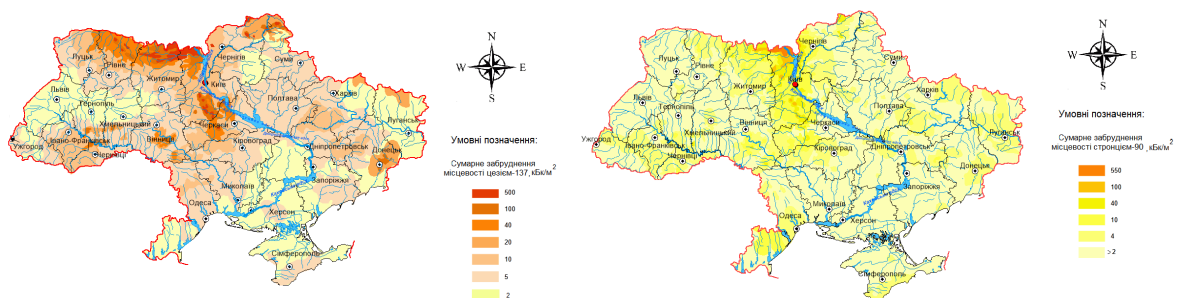 Луцьк
Рівне
Житомир
Київ
Чернігів
Суми
Львів
Тернопіль
Хмельницький
Вінниця
Черкаси
Полтава
Харків
Луганськ
Ужгород
Івано-Франківськ
Чернівці
Кіровоград
Дніпропетровськ
Донецьк
Запоріжжя
Миколаїв
Одеса
Херсон
Сімферополь
N
W
E
S
Умовні позначення:
Сумарне забруднення
місцевості цезієм-137, кБк/м2
500
100
40
20
10
5
2
Чернігів
Луцьк
Рівне
Київ
Суми
Житомир
Львів
Тернопіль
Хмельницький
Вінниця
Черкаси
Полтава
Харків
Луганськ
Ужгород
Івано-Франківськ
Чернівці
Кіровоград
Дніпропетровськ
Донецьк
Запоріжжя
Миколаїв
Одеса
Херсон
Сімферополь
N
W
E
S
Умовні позначення:
Сумарне забруднення
місцевості стронцієм-90 ,кБк/м2
550
100
40
10
4
>2